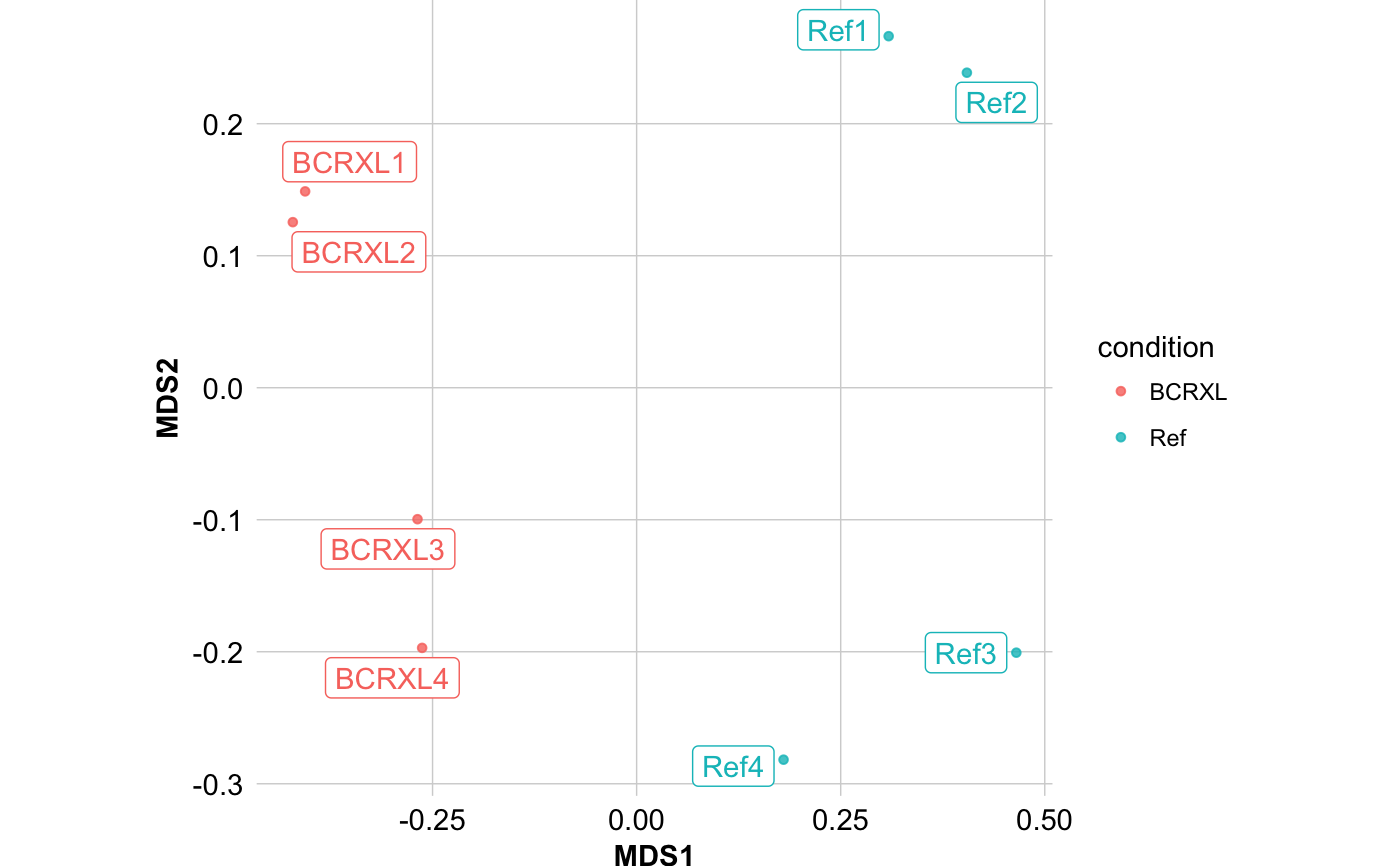 Ref1
Ref2
0.2
BCRXL1
BCRXL2
0.1
condition
MDS2
0.0
BCRXL
Ref
-0.1
BCRXL3
-0.2
Ref3
BCRXL4
Ref4
-0.3
-0.25 0.00 0.25 0.50
MDS1